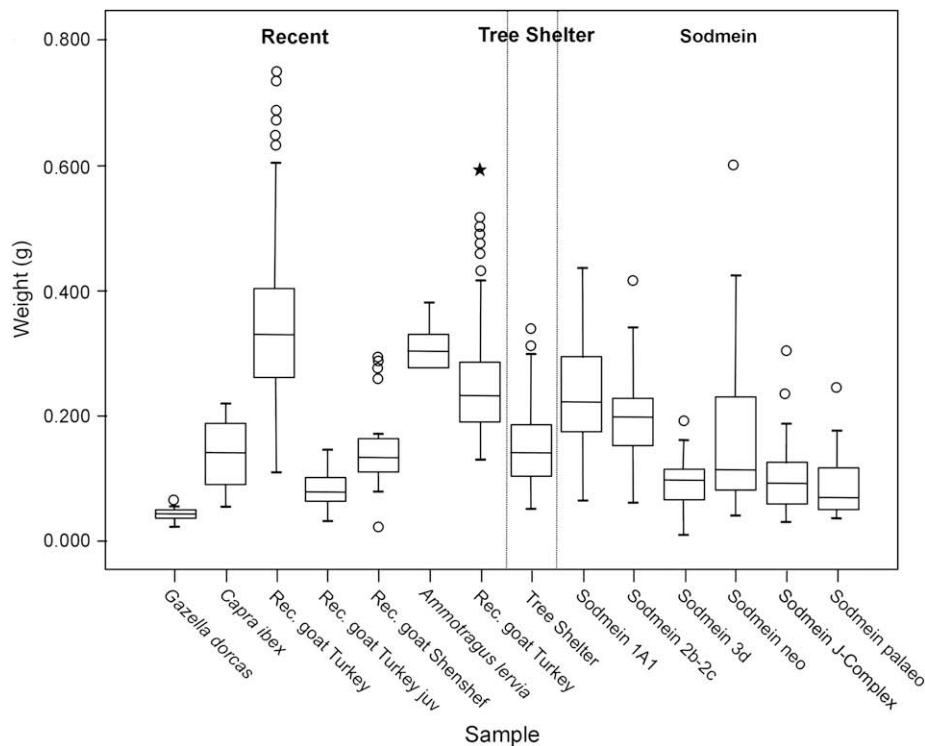 Recent
Tree Shelter
Sodmein
Weight (g)
0.800
0.600
0.400
0.200
0.000
Gazella dorcas
Capra ibex
Rec. goat Turkey
Rec. goat Turkey juv
Rec. goat Shenshef
Ammotragus lervia
Rec. goat Turkey
Tree Shelter
Sodmein 1A1
Sodmein 2b-2c
Sodmein 3d
Sodmein neo
Sodmein J-Complex
Sodmein palaeo
Sample